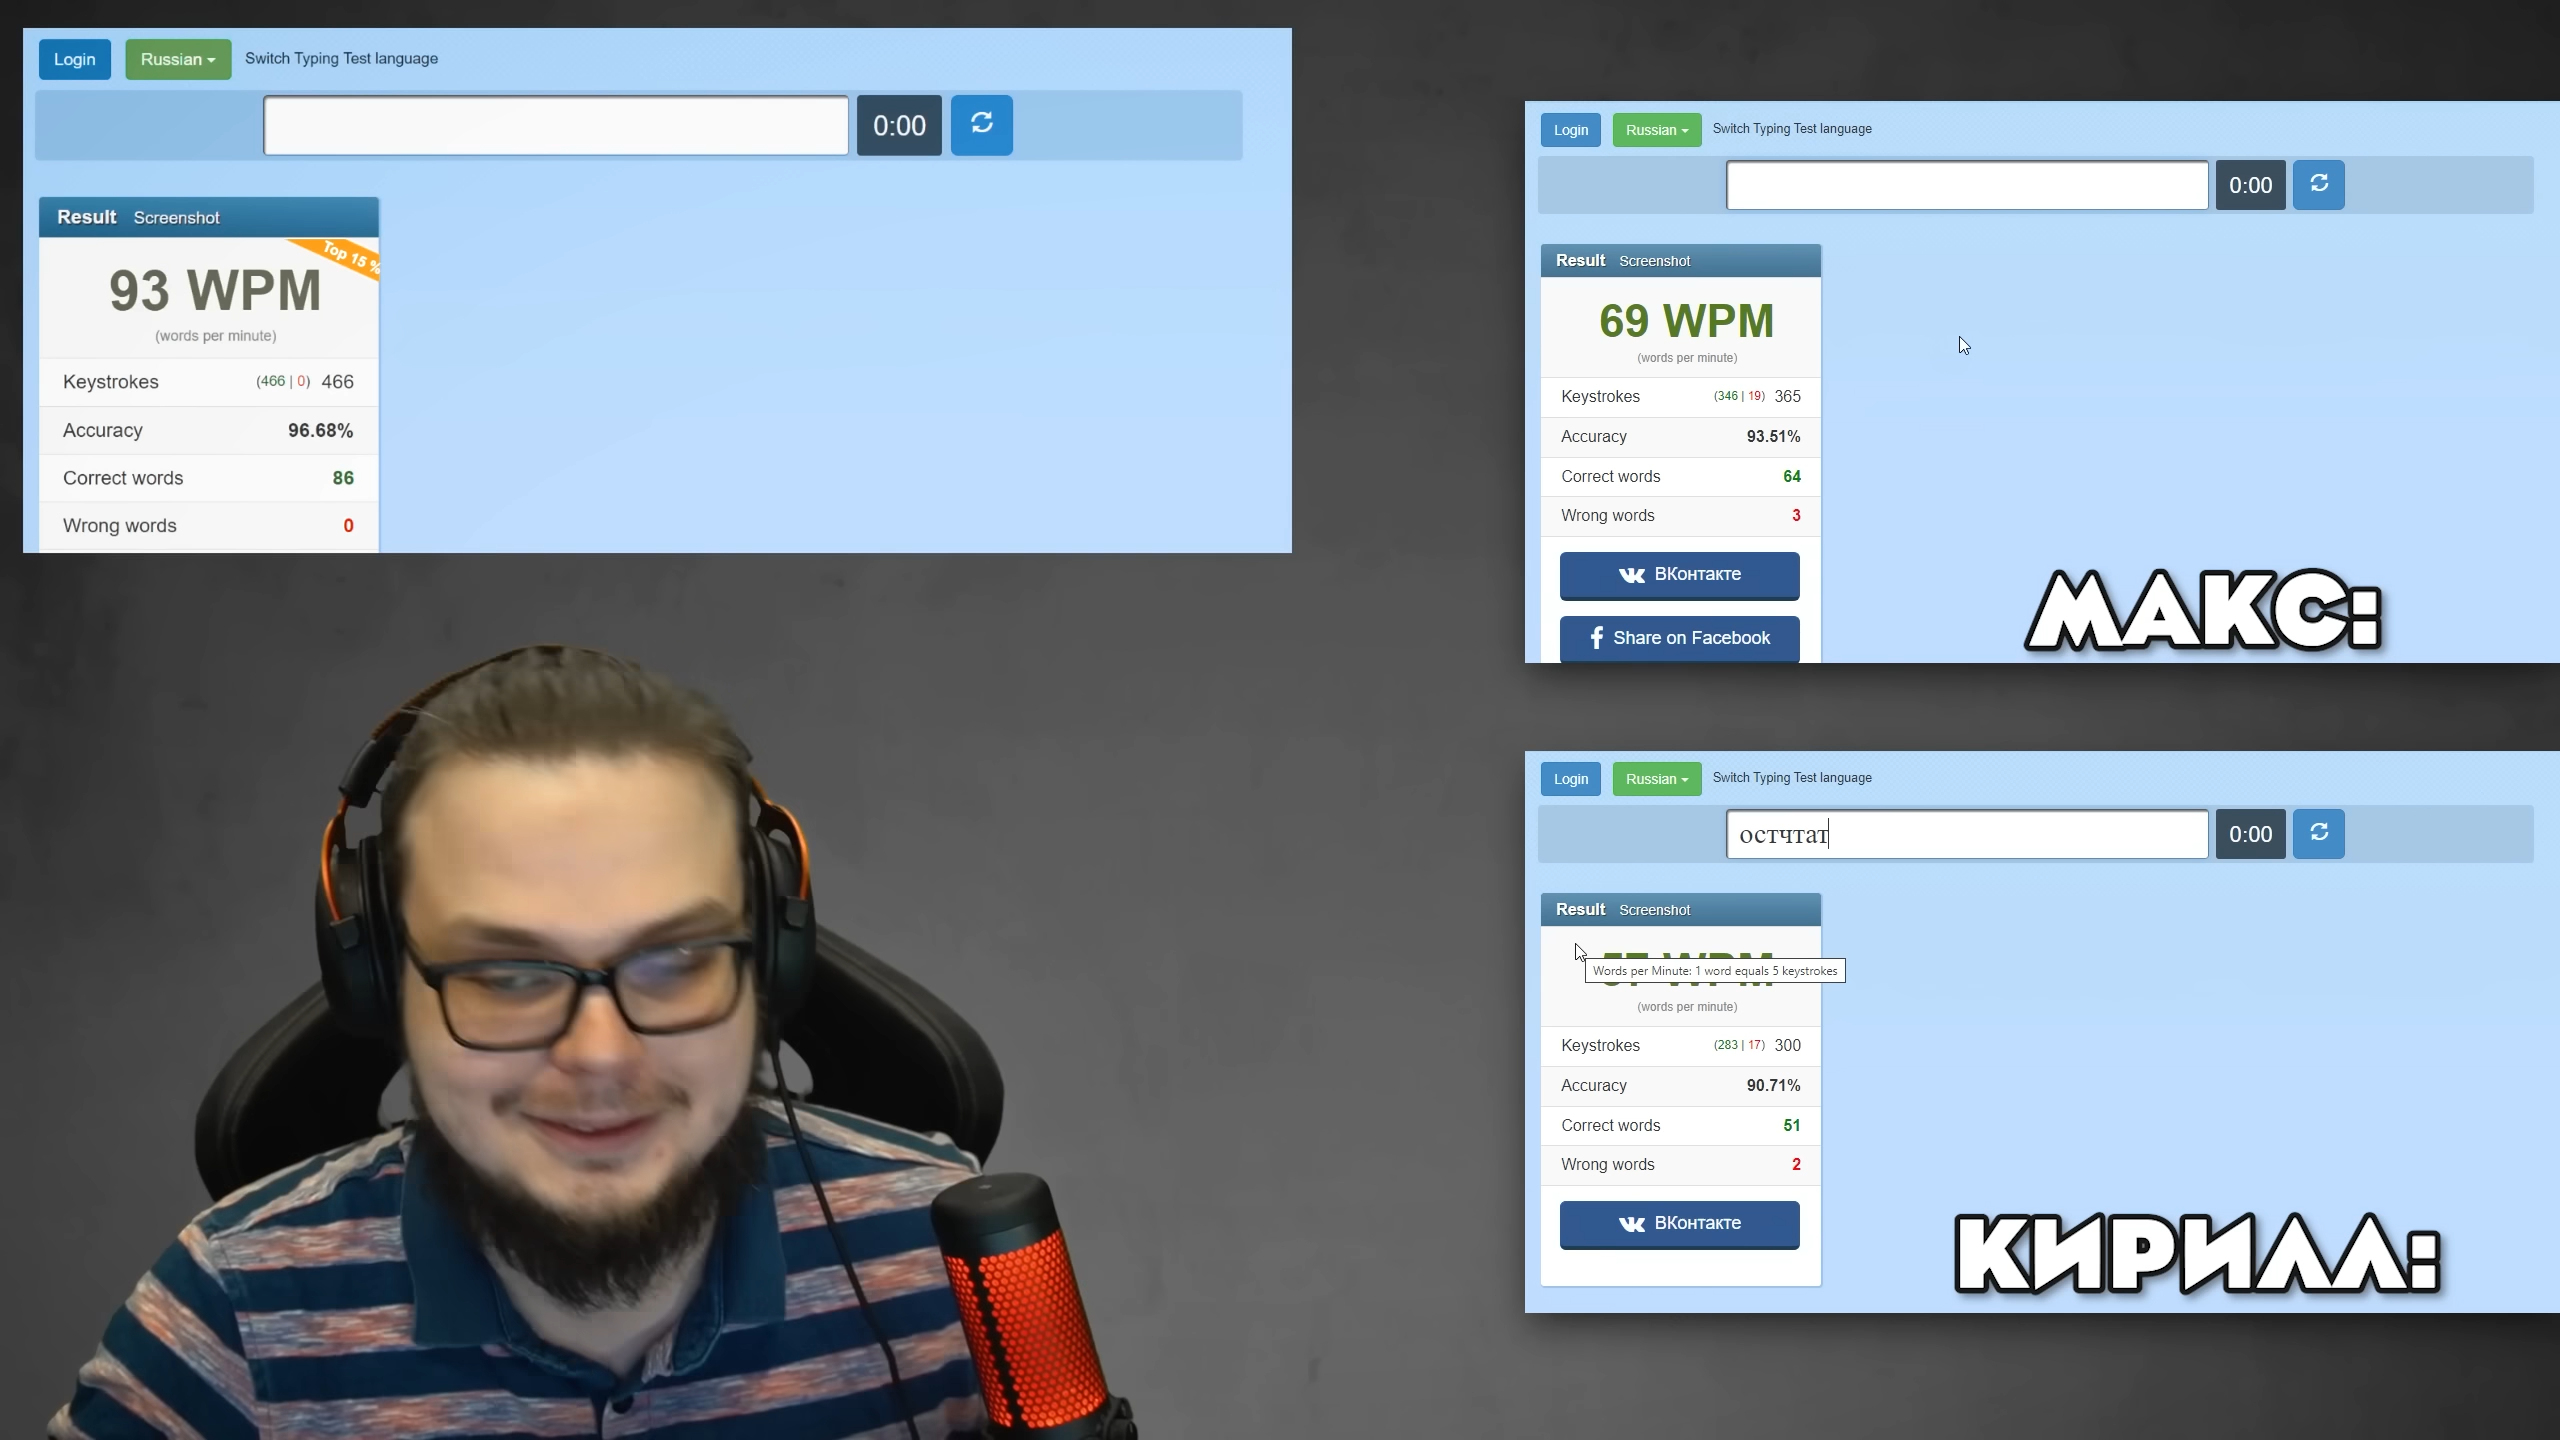 Login Russian Switch Typing Test language
0:00
Result Screenshot
Top 15 %
93 WPM
(words per minute)
Keystrokes (466 | 0) 466
Accuracy 96.68%
Correct words 86
Wrong words 0
Login Russian Switch Typing Test language
0:00
Result Screenshot
69 WPM
(words per minute)
Keystrokes (346 | 19) 365
Accuracy 93.51%
Correct words 64
Wrong words 3
ВКонтакте
Share on Facebook
МАКС:
Login Russian Switch Typing Test language
остчтат 0:00
Result Screenshot
WPM
Words per Minute: 1 word equals 5 keystrokes
(words per minute)
Keystrokes (283 | 17) 300
Accuracy 90.71%
Correct words 51
Wrong words 2
ВКонтакте
КИРИЛЛ: